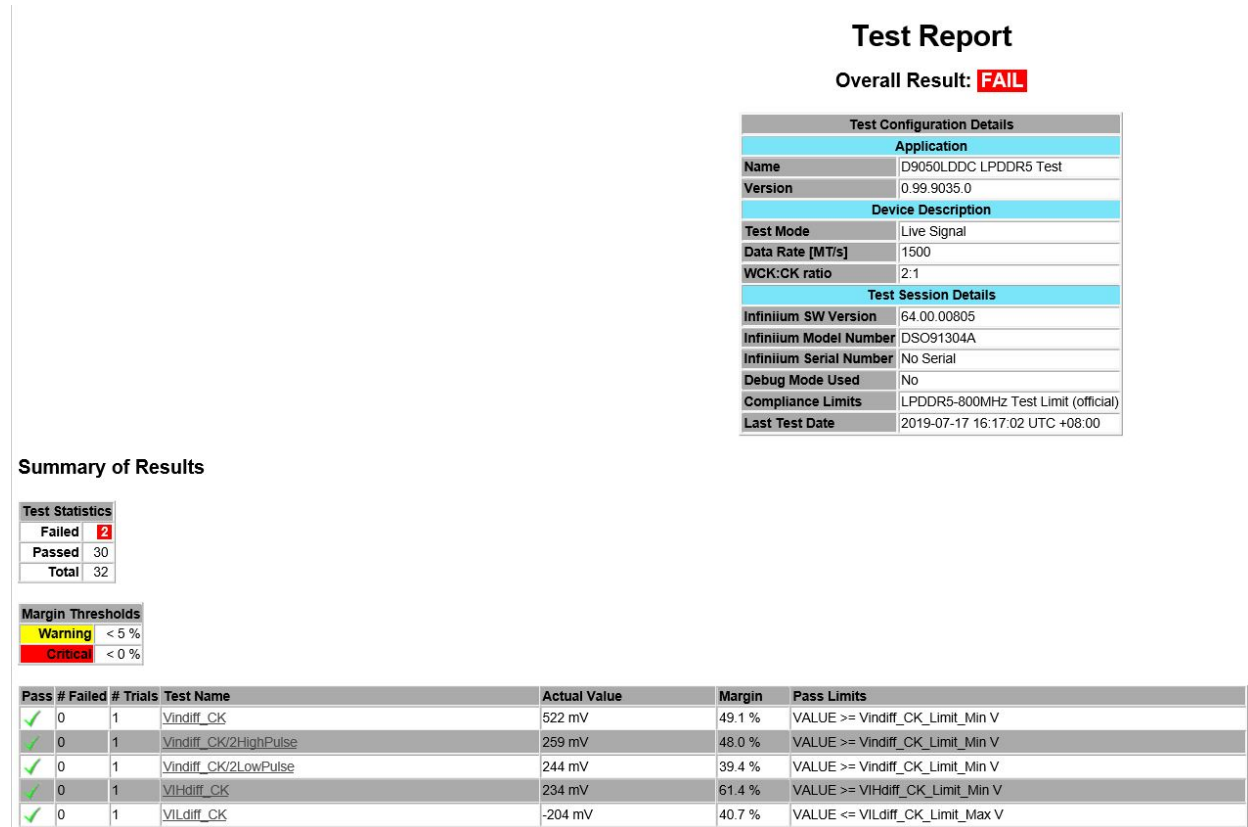 Test Report
Overall Result: FAIL
Test Configuration Details
Application
Name D9050LDDC LPDDR5 Test
Version 0.99.9035.0
Device Description
Test Mode Live Signal
Data Rate [MT/s] 1500
WCK:CK ratio 2:1
Test Session Details
Infiniium SW Version 64.00.00805
Infiniium Model Number DSO91304A
Infiniium Serial Number No Serial
Debug Mode Used No
Compliance Limits LPDDR5-800MHz Test Limit (official)
Last Test Date 2019-07-17 16:17:02 UTC +08:00
Summary of Results
Test Statistics
Failed 2
Passed 30
Total 32
Margin Thresholds
Warning < 5 %
Critical < 0 %
Pass # Failed # Trials Test Name Actual Value Margin Pass Limits
0 1 Vindiff_CK 522 mV 49.1 % VALUE >= Vindiff_CK_Limit_Min V
0 1 Vindiff_CK/2HighPulse 259 mV 48.0 % VALUE >= Vindiff_CK_Limit_Min V
0 1 Vindiff_CK/2LowPulse 244 mV 39.4 % VALUE >= Vindiff_CK_Limit_Min V
0 1 VIHdiff_CK 234 mV 61.4 % VALUE >= VIHdiff_CK_Limit_Min V
0 1 VILdiff_CK -204 mV 40.7 % VALUE <= VILdiff_CK_Limit_Max V